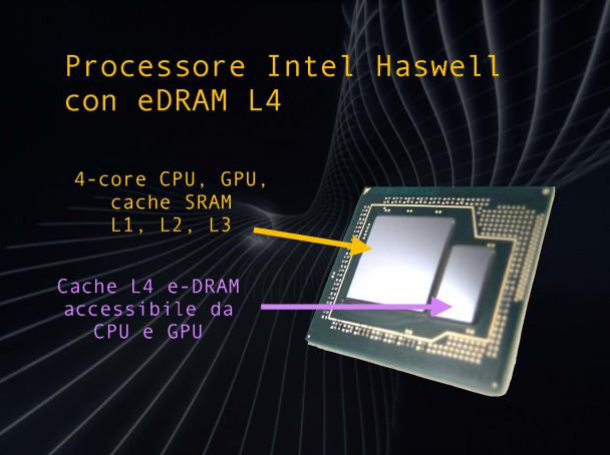 Processore Intel Haswell
con eDRAM L4
4-core CPU, GPU,
cache SRAM
L1, L2, L3
Cache L4 e-DRAM
accessibile da
CPU e GPU